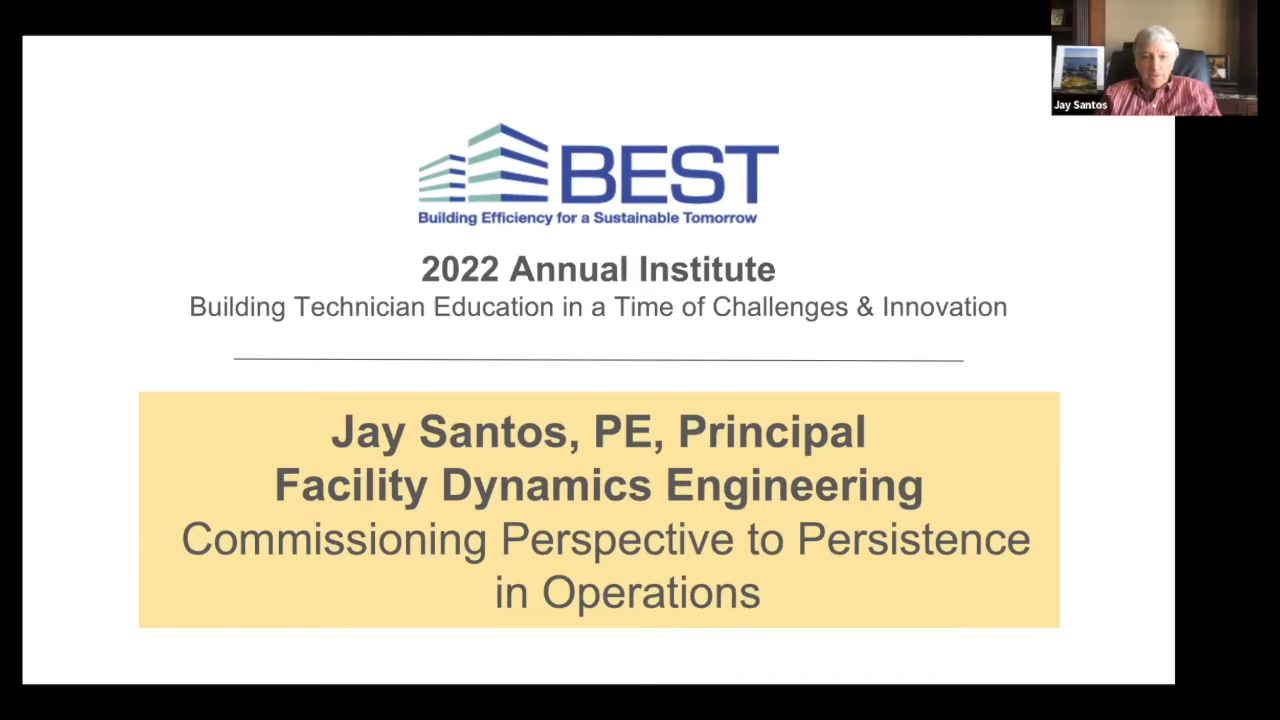 Jay Santos
BEST
Building Efficiency for a Sustainable Tomorrow
2022 Annual Institute
Building Technician Education in a Time of Challenges & Innovation
Jay Santos, PE, Principal
Facility Dynamics Engineering
Commissioning Perspective to Persistence
in Operations